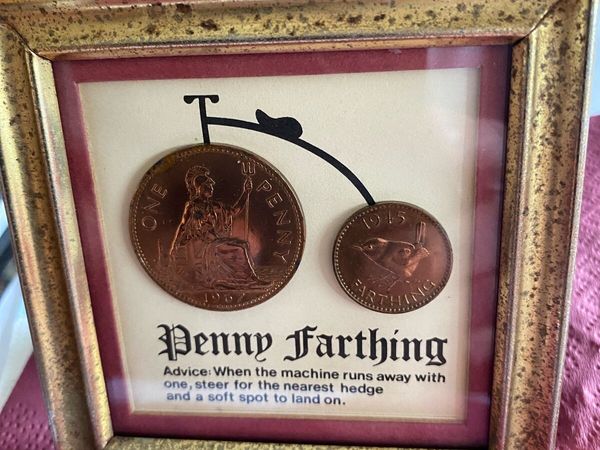 ONE PENNY
1967
1945
FARTHING
Penny Farthing
Advice: When the machine runs away with
one, steer for the nearest hedge
and a soft spot to land on.